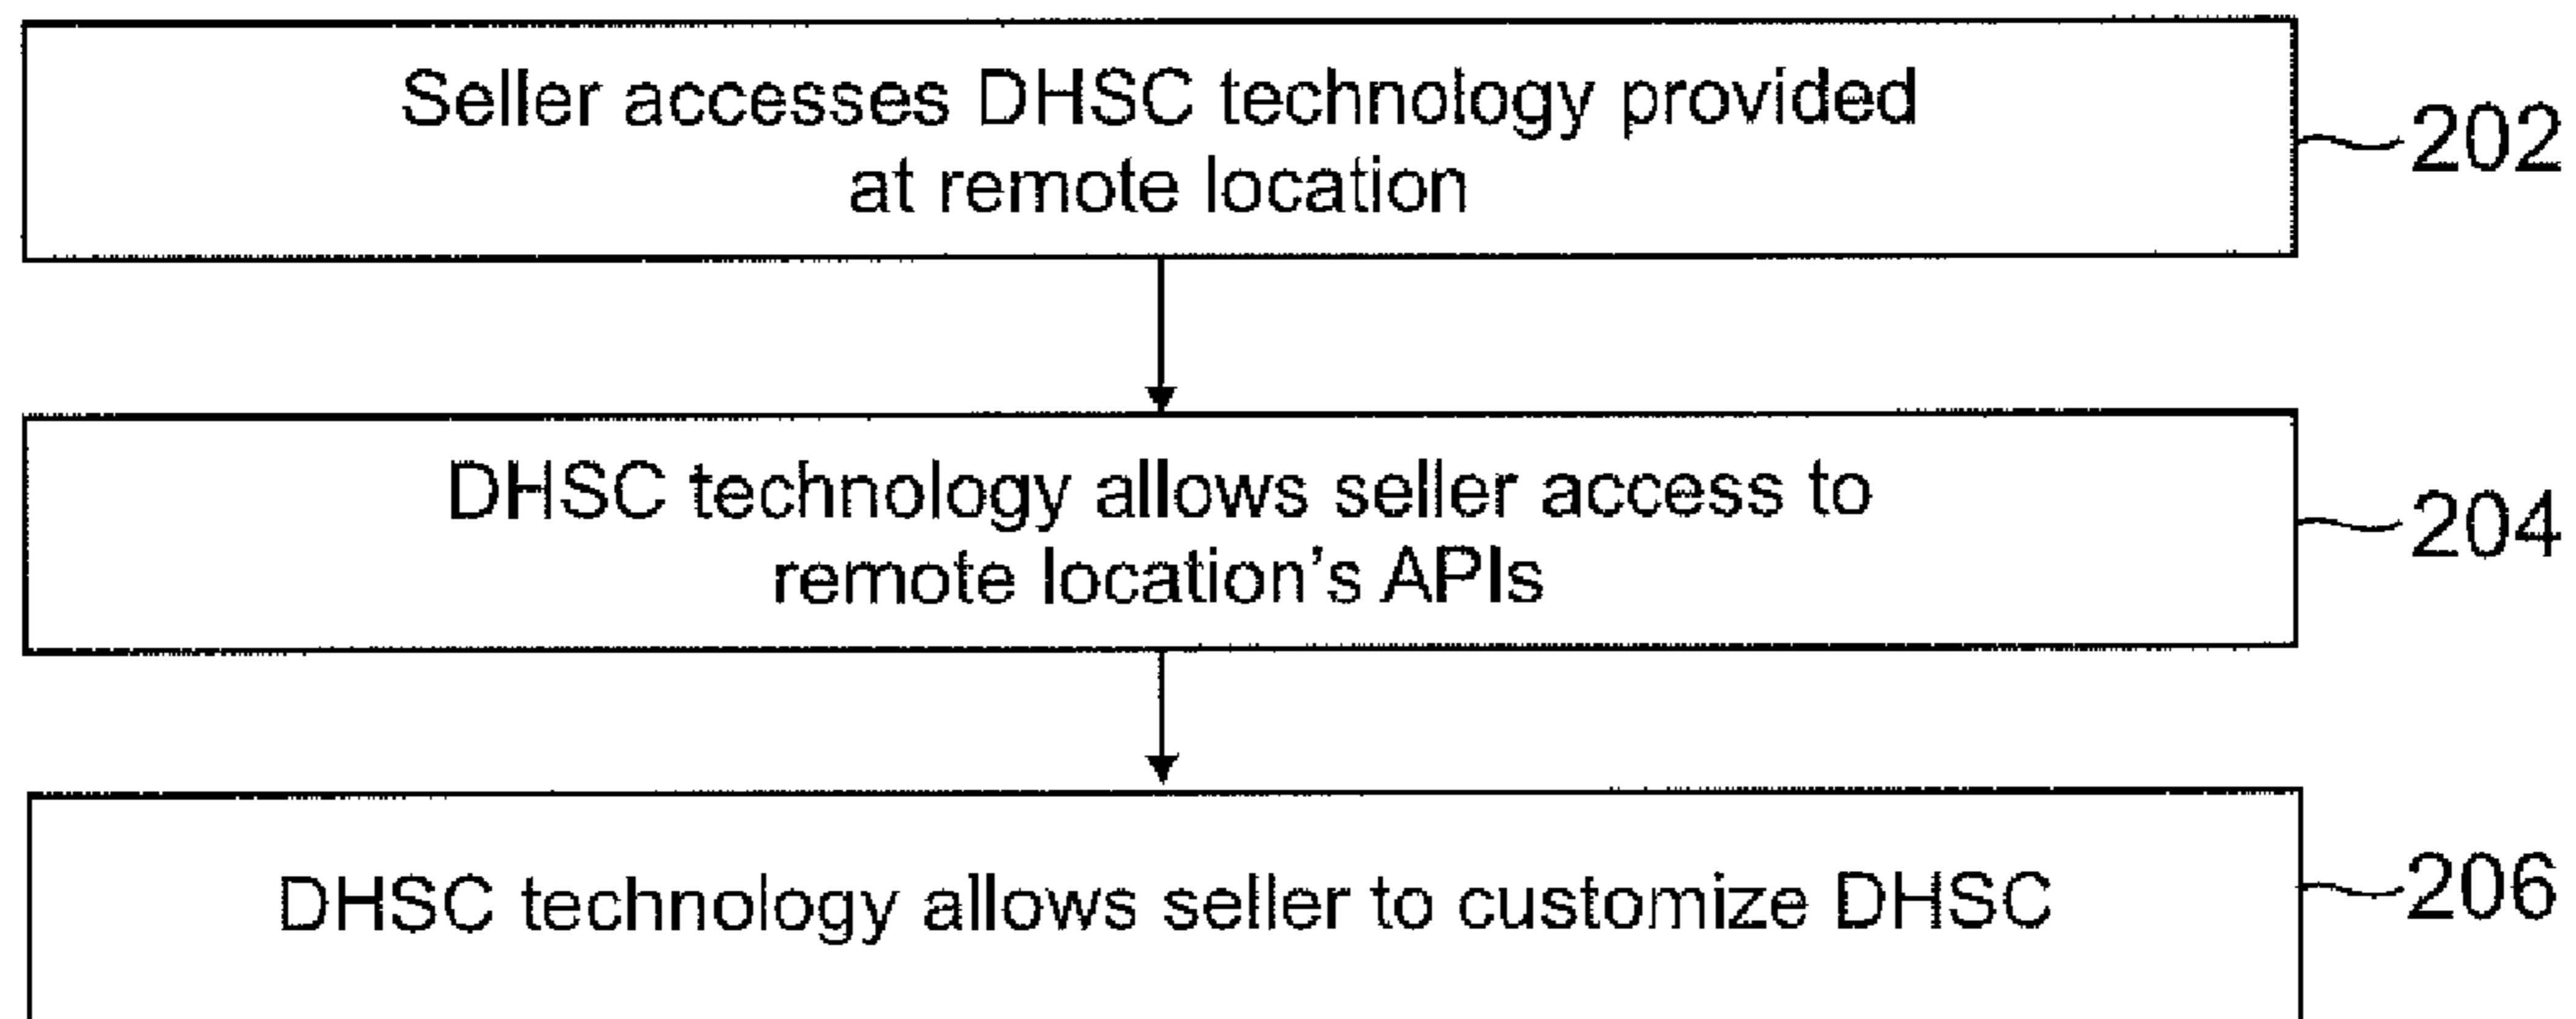 Seller accesses DHSC technology provided
at remote location
202
DHSC technology allows seller access to
remote location's APIs
204
DHSC technology allows seller to customize DHSC
206